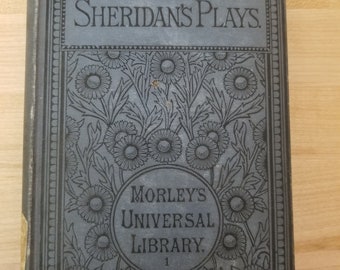 SHERIDAN'S PLAYS.
MORLEY'S
UNIVERSAL
LIBRARY.
1